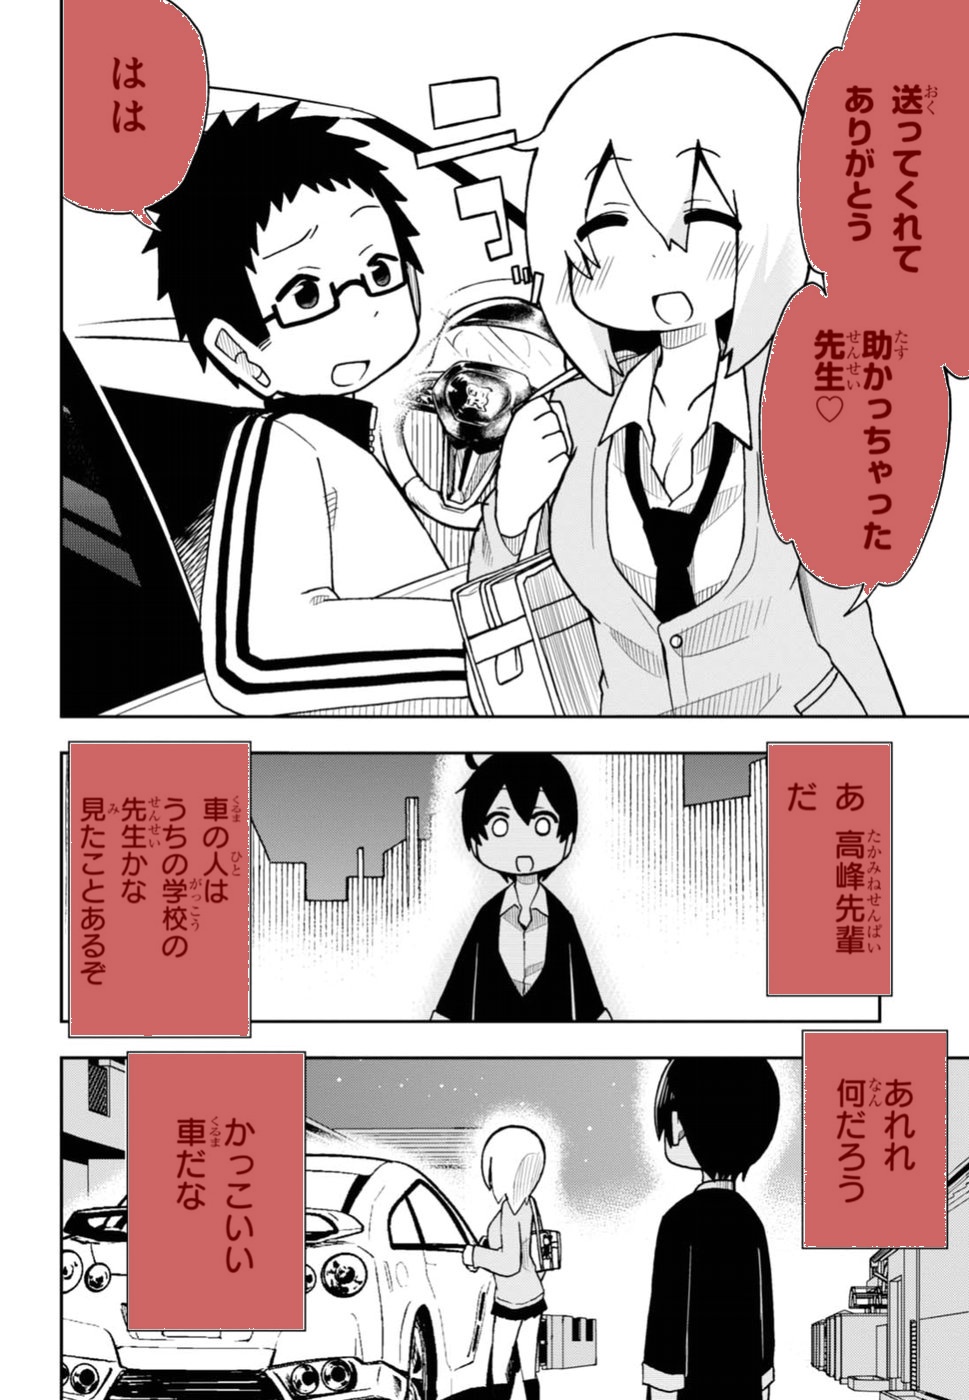 送ってくれて
ありがとう
助かっちゃった
先生♡
ニコッ
はは
あ 高峰先輩
だ
車の人は
うちの学校の
先生かな
見たことあるぞ
あれれ
何だろう
かっこいい
車だな